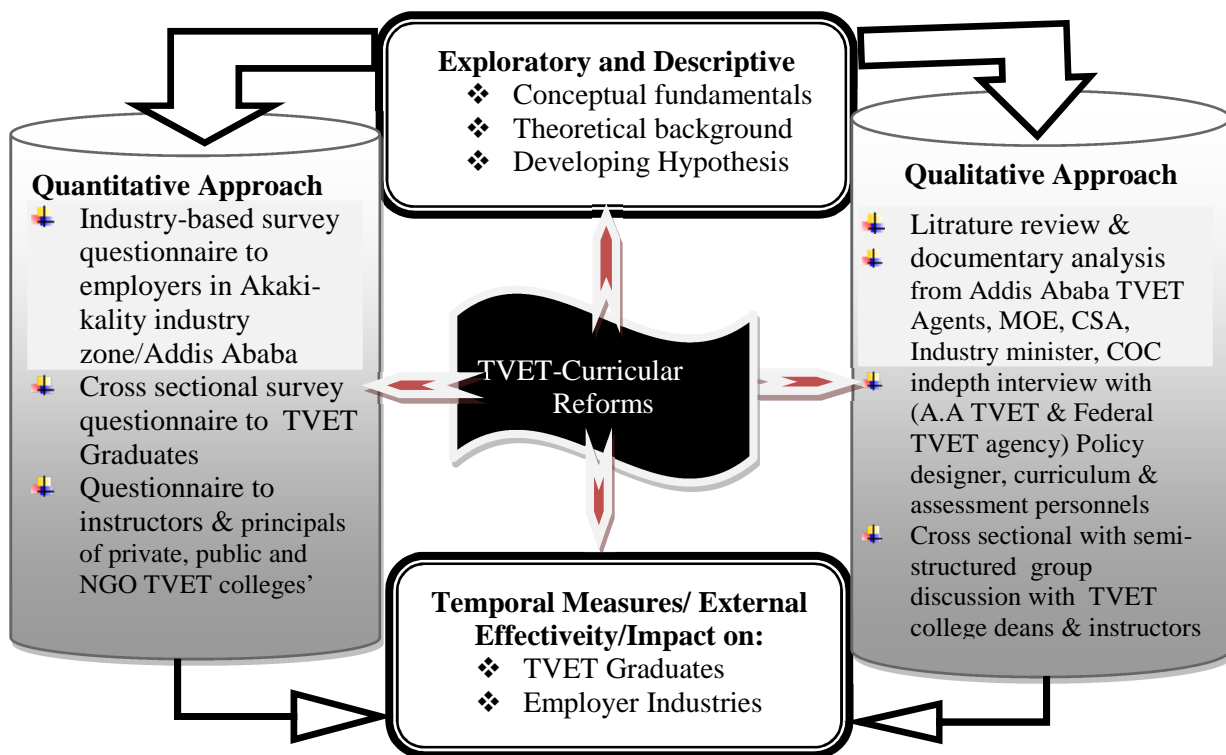 Exploratory and Descriptive
❖ Conceptual fundamentals
❖ Theoretical background
❖ Developing Hypothesis
Quantitative Approach
Industry-based survey
questionnaire to
employers in Akaki-
kality industry
zone/Addis Ababa
Cross sectional survey
questionnaire to TVET
Graduates
Questionnaire to
instructors & principals
of private, public and
NGO TVET colleges’
TVET-Curricular
Reforms
Qualitative Approach
Litrature review &
documentary analysis
from Addis Ababa TVET
Agents, MOE, CSA,
Industry minister, COC
indepth interview with
(A.A TVET & Federal
TVET agency) Policy
designer, curriculum &
assessment personnels
Cross sectional with semi-
structured group
discussion with TVET
college deans & instructors
Temporal Measures/ External
Effectiveity/Impact on:
❖ TVET Graduates
❖ Employer Industries